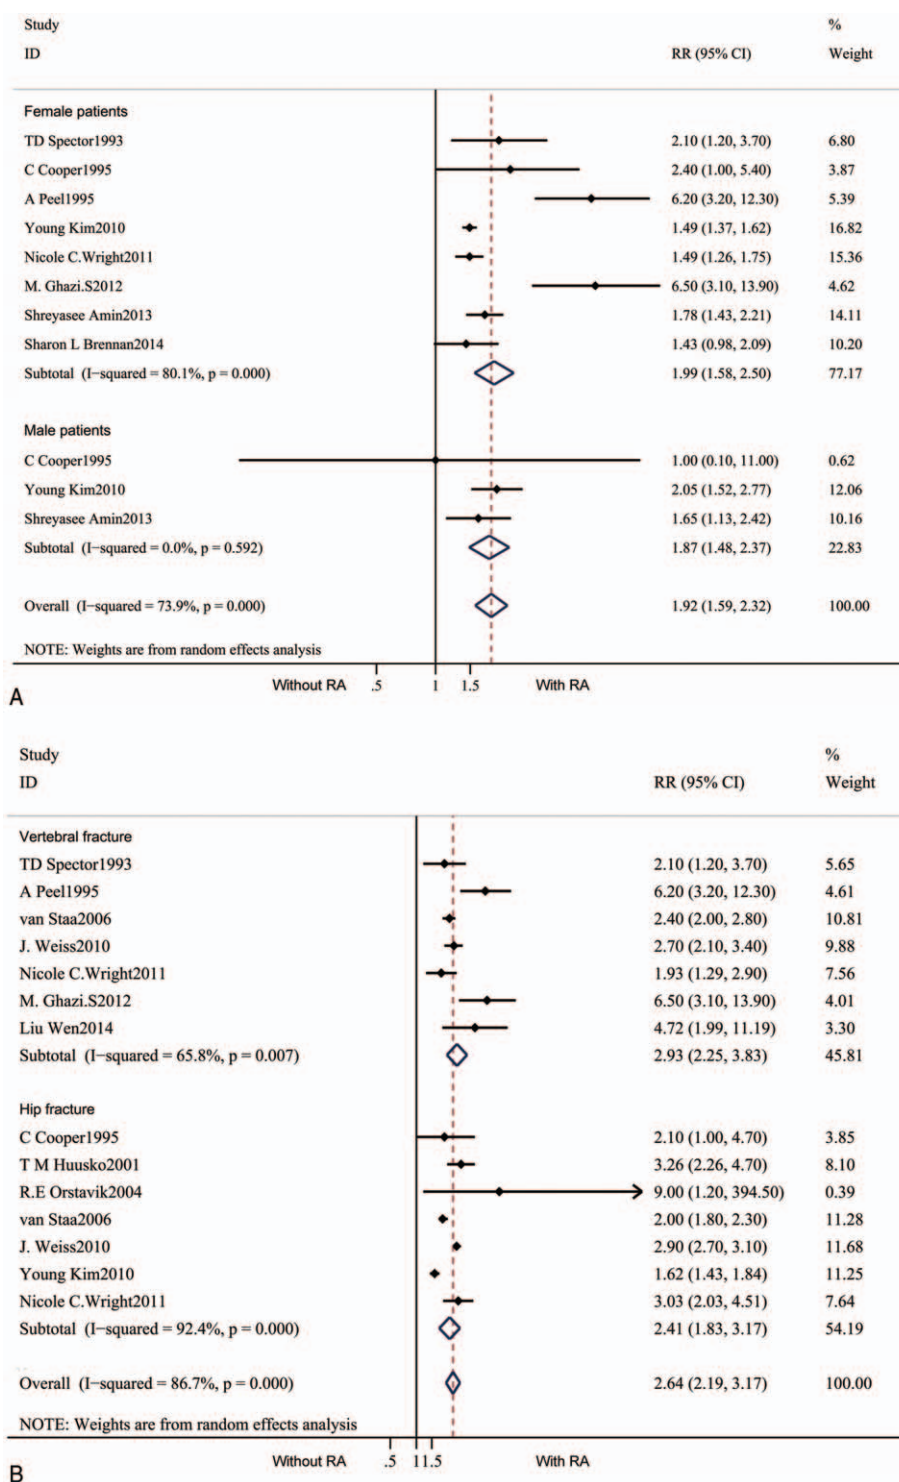 Study %
ID RR (95% CI) Weight
Female patients
TD Spector1993 2.10 (1.20, 3.70) 6.80
C Cooper1995 2.40 (1.00, 5.40) 3.87
A Peel1995 6.20 (3.20, 12.30) 5.39
Young Kim2010 1.49 (1.37, 1.62) 16.82
Nicole C.Wright2011 1.49 (1.26, 1.75) 15.36
M. Ghazi.S2012 6.50 (3.10, 13.90) 4.62
Shreyasee Amin2013 1.78 (1.43, 2.21) 14.11
Sharon L Brennan2014 1.43 (0.98, 2.09) 10.20
Subtotal (I−squared = 80.1%, p = 0.000) 1.99 (1.58, 2.50) 77.17
Male patients
C Cooper1995 1.00 (0.10, 11.00) 0.62
Young Kim2010 2.05 (1.52, 2.77) 12.06
Shreyasee Amin2013 1.65 (1.13, 2.42) 10.16
Subtotal (I−squared = 0.0%, p = 0.592) 1.87 (1.48, 2.37) 22.83
Overall (I−squared = 73.9%, p = 0.000) 1.92 (1.59, 2.32) 100.00
NOTE: Weights are from random effects analysis
Without RA .5 1 1.5 With RA
A
Study %
ID RR (95% CI) Weight
Vertebral fracture
TD Spector1993 2.10 (1.20, 3.70) 5.65
A Peel1995 6.20 (3.20, 12.30) 4.61
van Staa2006 2.40 (2.00, 2.80) 10.81
J. Weiss2010 2.70 (2.10, 3.40) 9.88
Nicole C.Wright2011 1.93 (1.29, 2.90) 7.56
M. Ghazi.S2012 6.50 (3.10, 13.90) 4.01
Liu Wen2014 4.72 (1.99, 11.19) 3.30
Subtotal (I−squared = 65.8%, p = 0.007) 2.93 (2.25, 3.83) 45.81
Hip fracture
C Cooper1995 2.10 (1.00, 4.70) 3.85
T M Huusko2001 3.26 (2.26, 4.70) 8.10
R.E Orstavik2004 9.00 (1.20, 394.50) 0.39
van Staa2006 2.00 (1.80, 2.30) 11.28
J. Weiss2010 2.90 (2.70, 3.10) 11.68
Young Kim2010 1.62 (1.43, 1.84) 11.25
Nicole C.Wright2011 3.03 (2.03, 4.51) 7.64
Subtotal (I−squared = 92.4%, p = 0.000) 2.41 (1.83, 3.17) 54.19
Overall (I−squared = 86.7%, p = 0.000) 2.64 (2.19, 3.17) 100.00
NOTE: Weights are from random effects analysis
Without RA .5 11.5 With RA
B